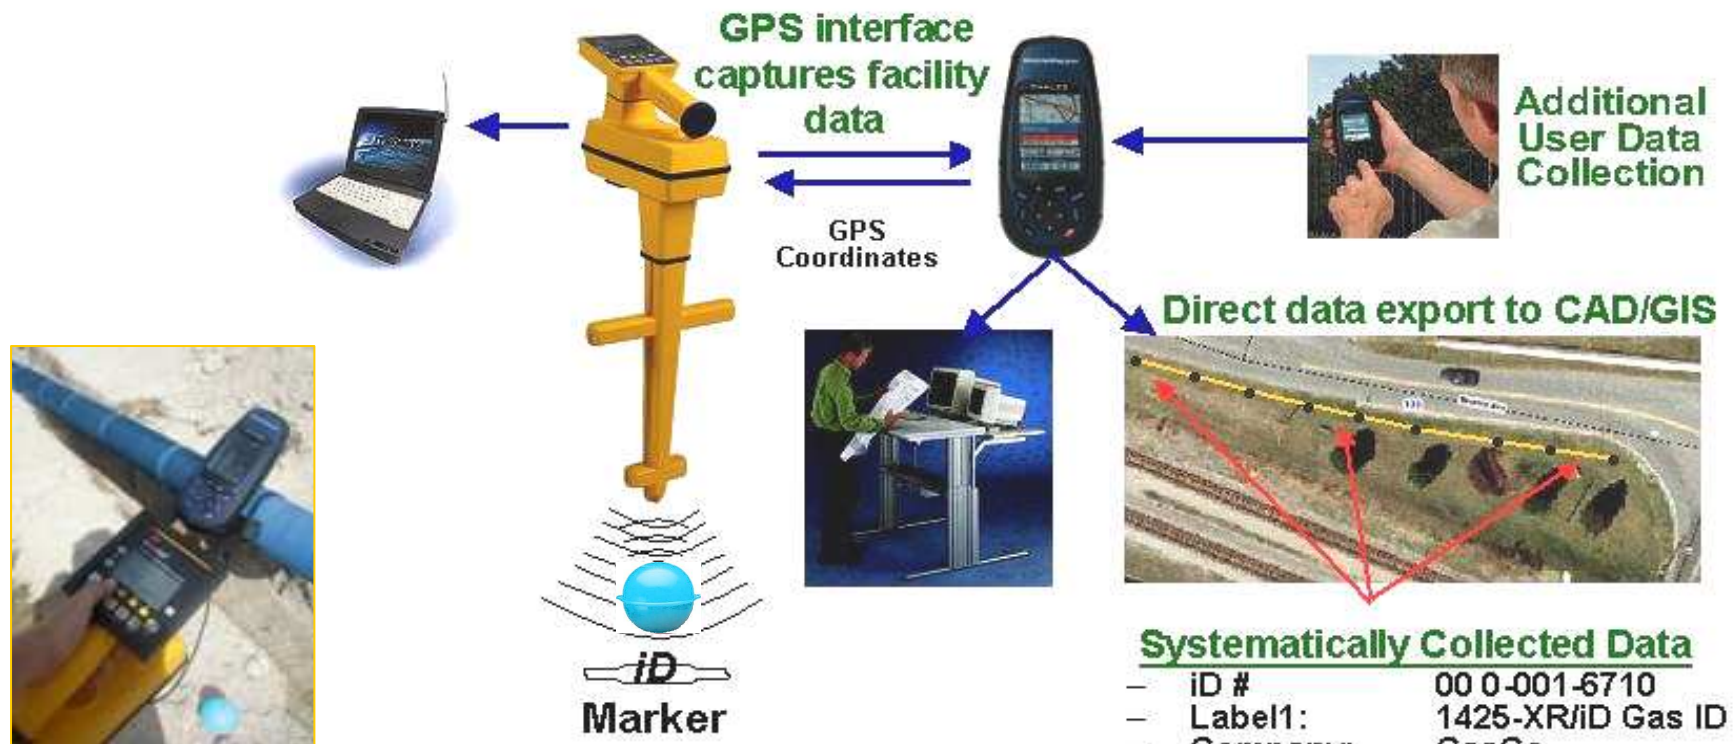 GPS interface
captures facility
data
Additional
User Data
Collection
GPS
Coordinates
Direct data export to CAD/GIS
iD
Marker
Systematically Collected Data
– iD # 00 0-001-6710
– Label1: 1425-XR/iD Gas ID